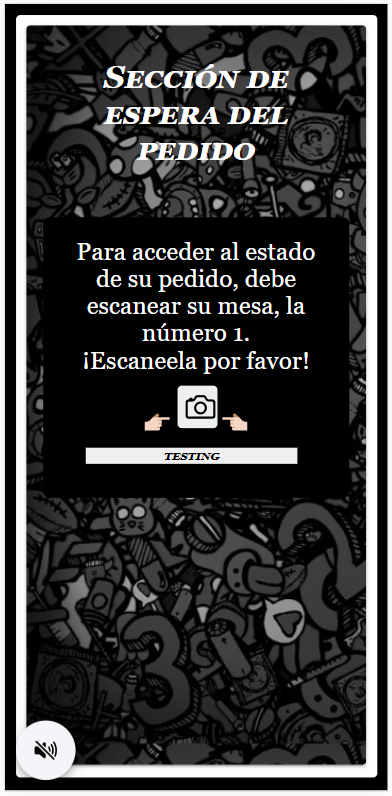 Sección de
espera del
pedido
Para acceder al estado
de su pedido, debe
escanear su mesa, la
número 1.
¡Escaneela por favor!
TESTING